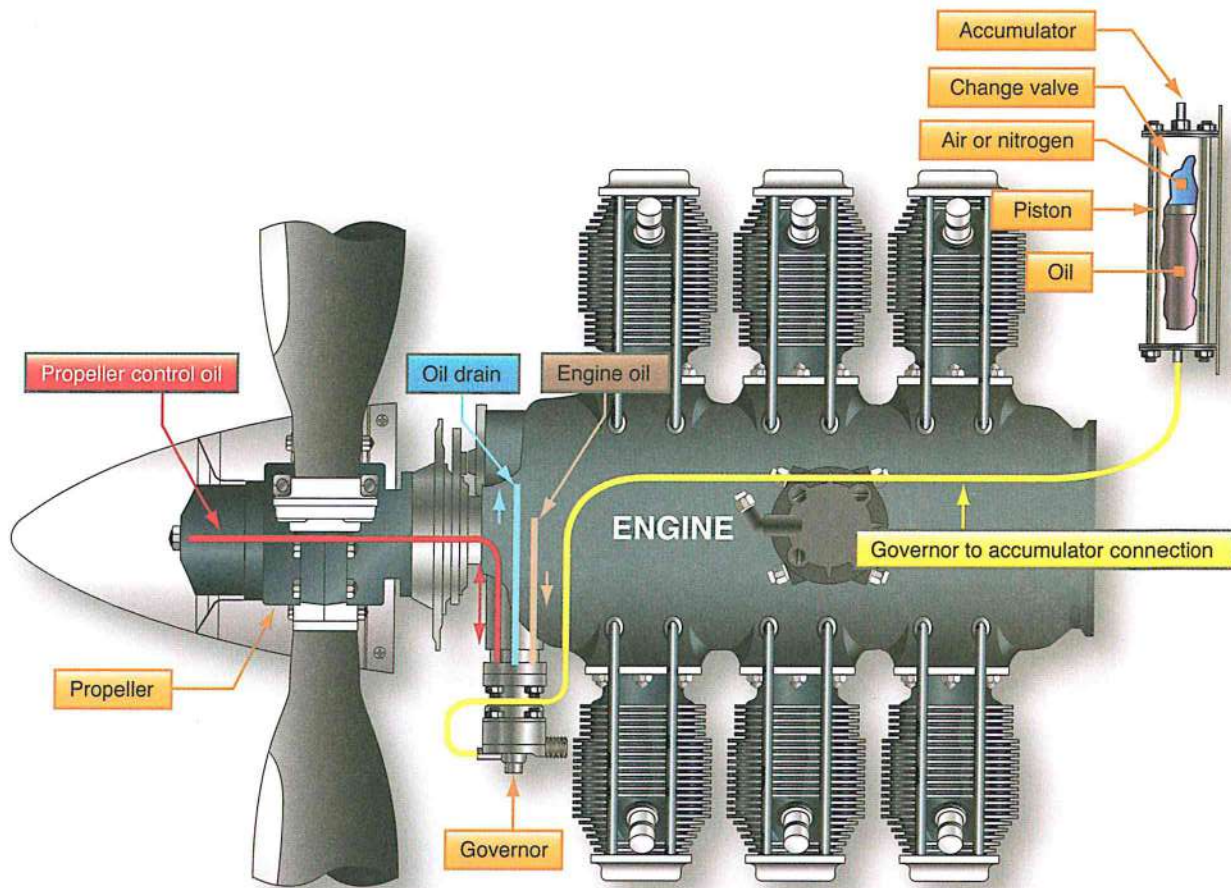 Accumulator
Change valve
Air or nitrogen
Piston
Oil
Propeller control oil
Oil drain
Engine oil
ENGINE
Governor to accumulator connection
Propeller
Governor